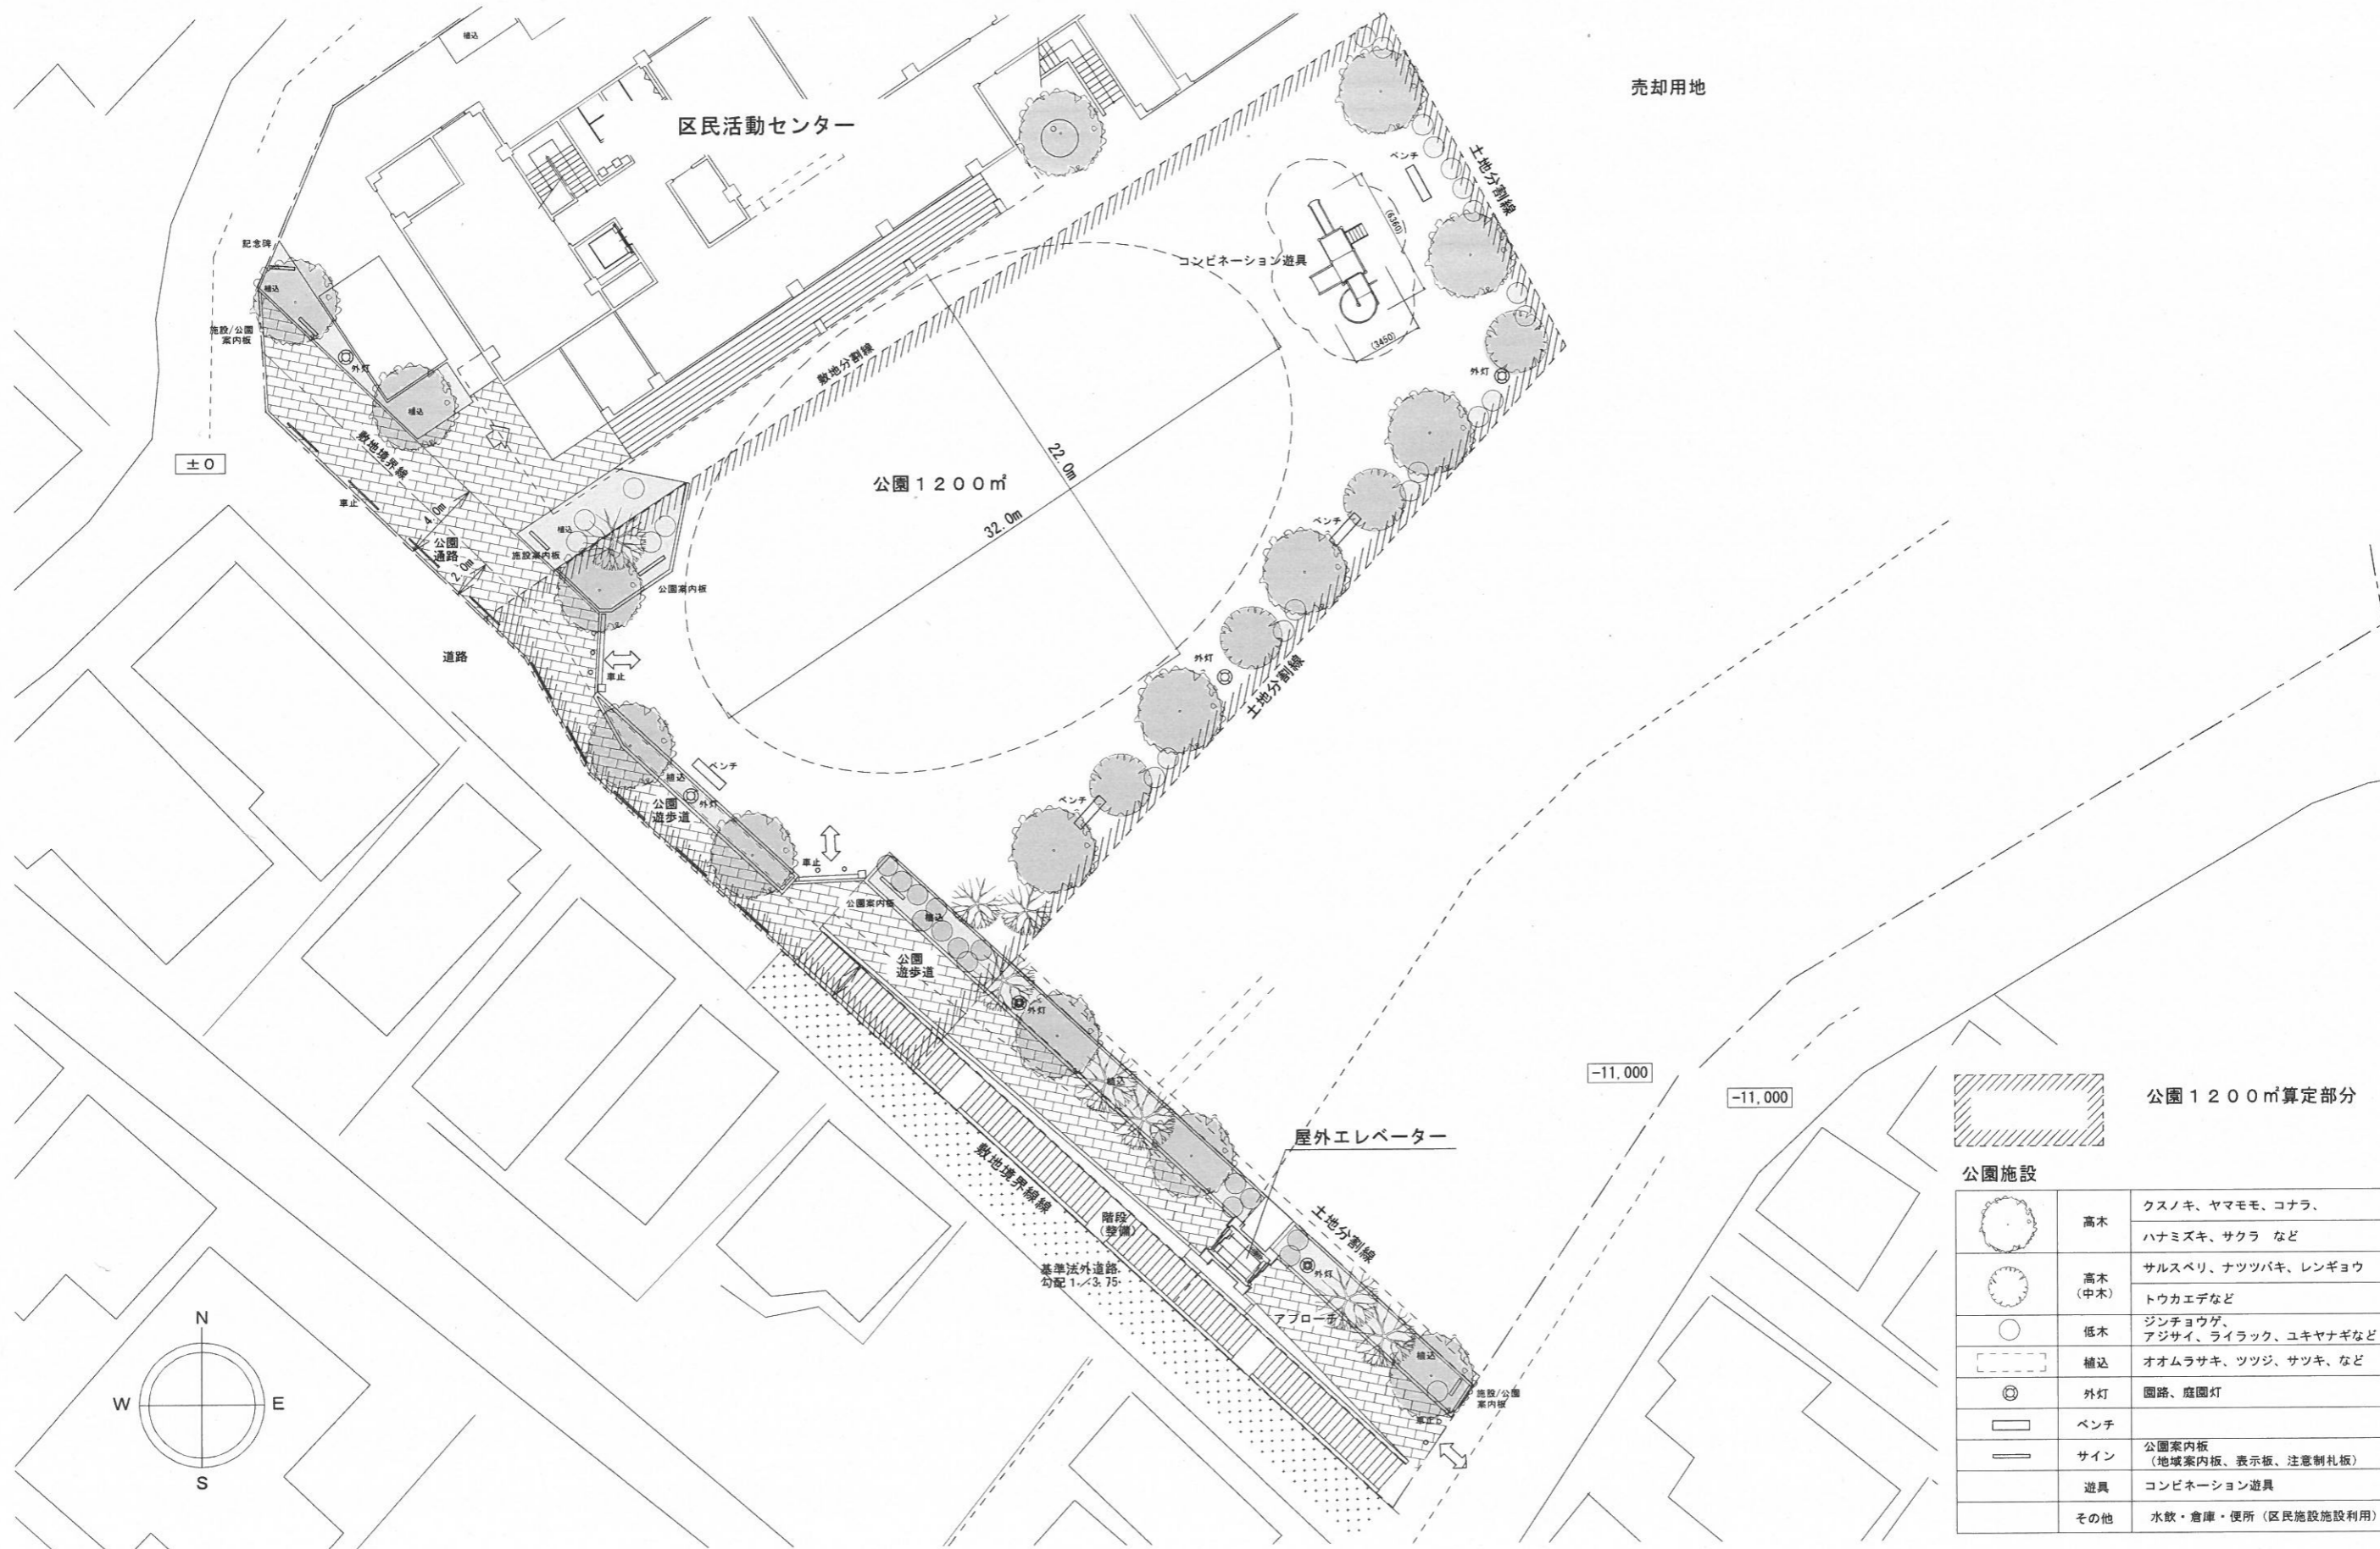 植込
売却用地
区民活動センター
ベンチ
土地分割線
(6360)
記念碑
コンビネーション遊具
植込
施設/公園
案内板
(3450)
外灯
敷地分割線
外灯
植込
敷地境界線
22.0m
±0
公園1200㎡
車止
4.0m
32.0m
ベンチ
植込
公園
通路
施設案内板
2.0m
公園案内板
道路
外灯
車止
土地分割線
ベンチ
植込
外灯
公園
遊歩道
ベンチ
車止
公園案内板
植込
公園
遊歩道
外灯
-11,000
植込
-11,000
公園1200㎡算定部分
屋外エレベーター
敷地境界線線
公園施設
階段
(整備)
土地分割線
基準法外道路
勾配1/3.75
外灯
アプローチ
植込
施設/公園
案内板
車止
N
W
E
S
高木
クスノキ、ヤマモモ、コナラ、
ハナミズキ、サクラ など
高木
(中木)
サルスベリ、ナツツバキ、レンギョウ
トウカエデなど
低木
ジンチョウゲ、
アジサイ、ライラック、ユキヤナギなど
植込
オオムラサキ、ツツジ、サツキ、など
外灯
園路、庭園灯
ベンチ
サイン
公園案内板
(地域案内板、表示板、注意制札板)
遊具
コンビネーション遊具
その他
水飲・倉庫・便所(区民施設施設利用)